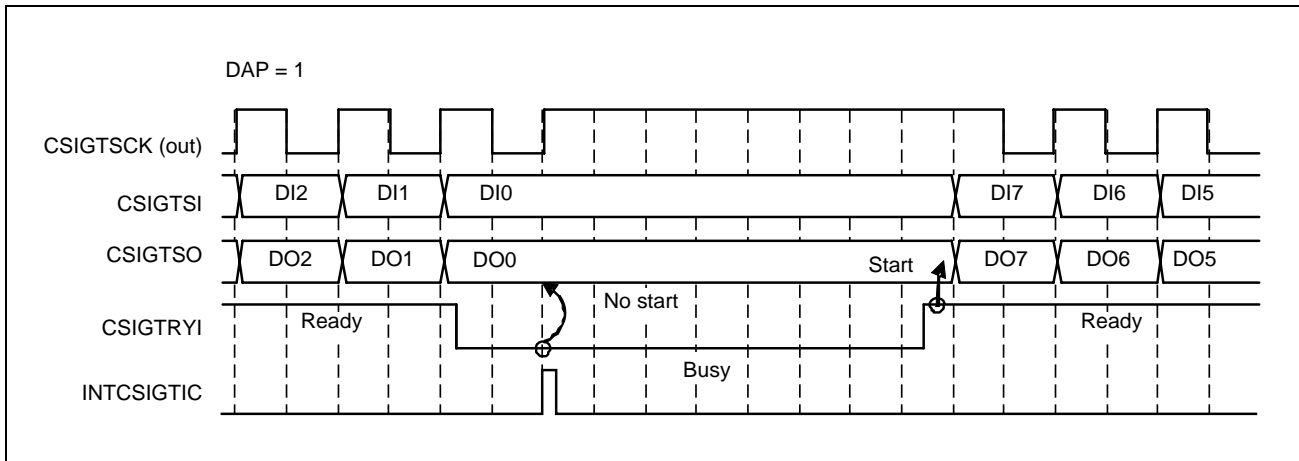 DAP = 1
CSIGTSCK (out)
CSIGTSI DI2 DI1 DI0 DI7 DI6 DI5
CSIGTSO DO2 DO1 DO0 Start DO7 DO6 DO5
No start
CSIGTRYI Ready Ready
Busy
INTCSIGTIC